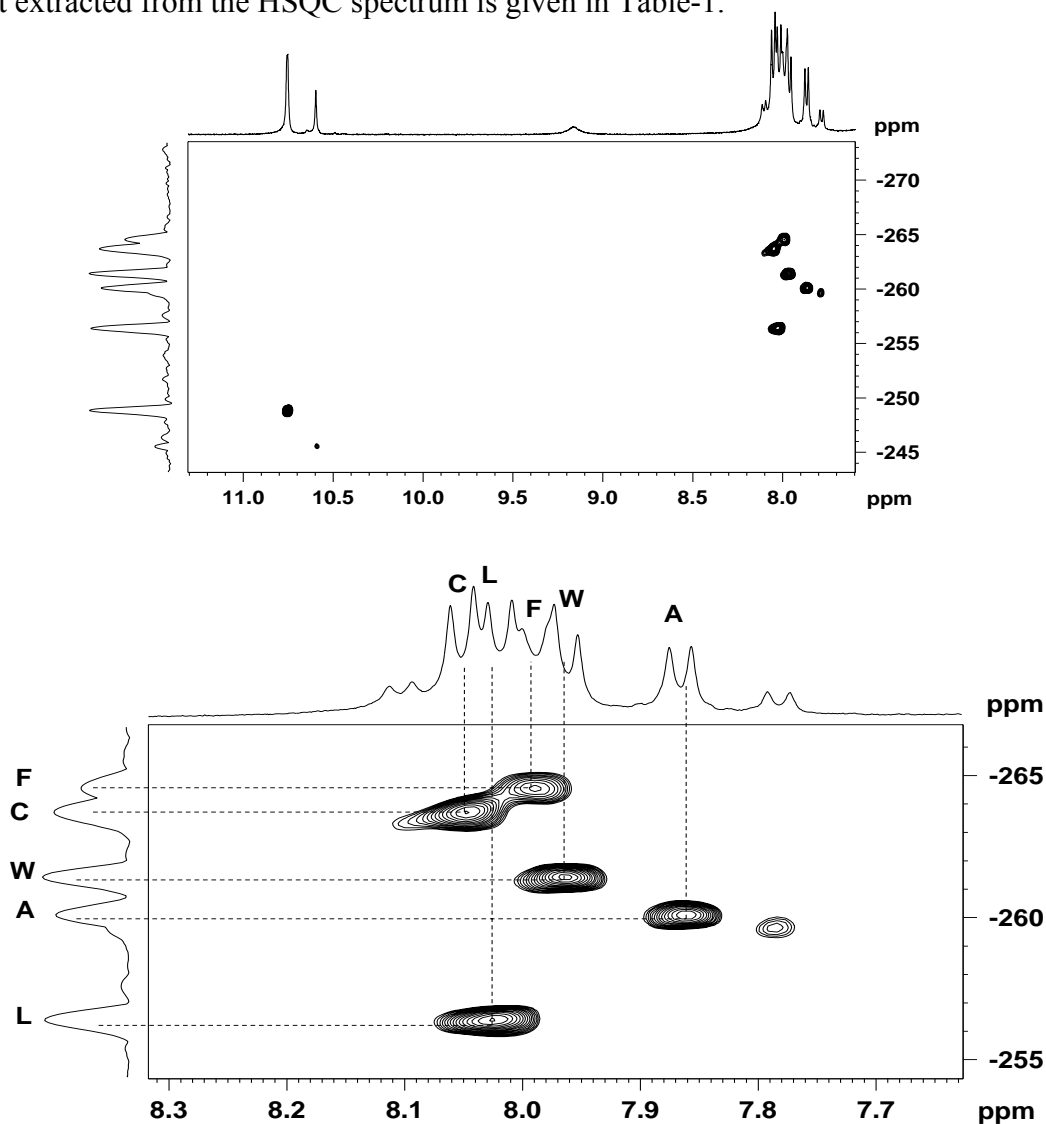 t extracted from the HSQC spectrum is given in Table-1.
ppm
-270
-265
-260
-255
-250
-245
11.0 10.5 10.0 9.5 9.0 8.5 8.0 ppm
C L F W A
ppm
F
C
W
A
L
-265
-260
-255
8.3 8.2 8.1 8.0 7.9 7.8 7.7 ppm